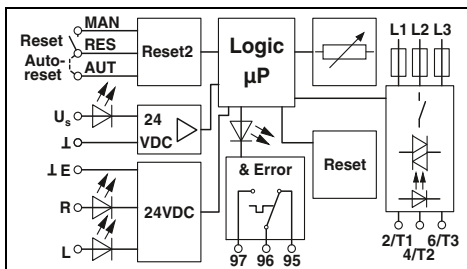 MAN
L1 L2 L3
Reset
RES
Reset2
Logic
µP
Auto-
reset
AUT
Us
24
VDC
⊥
& Error
Reset
⊥ E
R
24VDC
L
97 96 95
2/T1 6/T3
4/T2